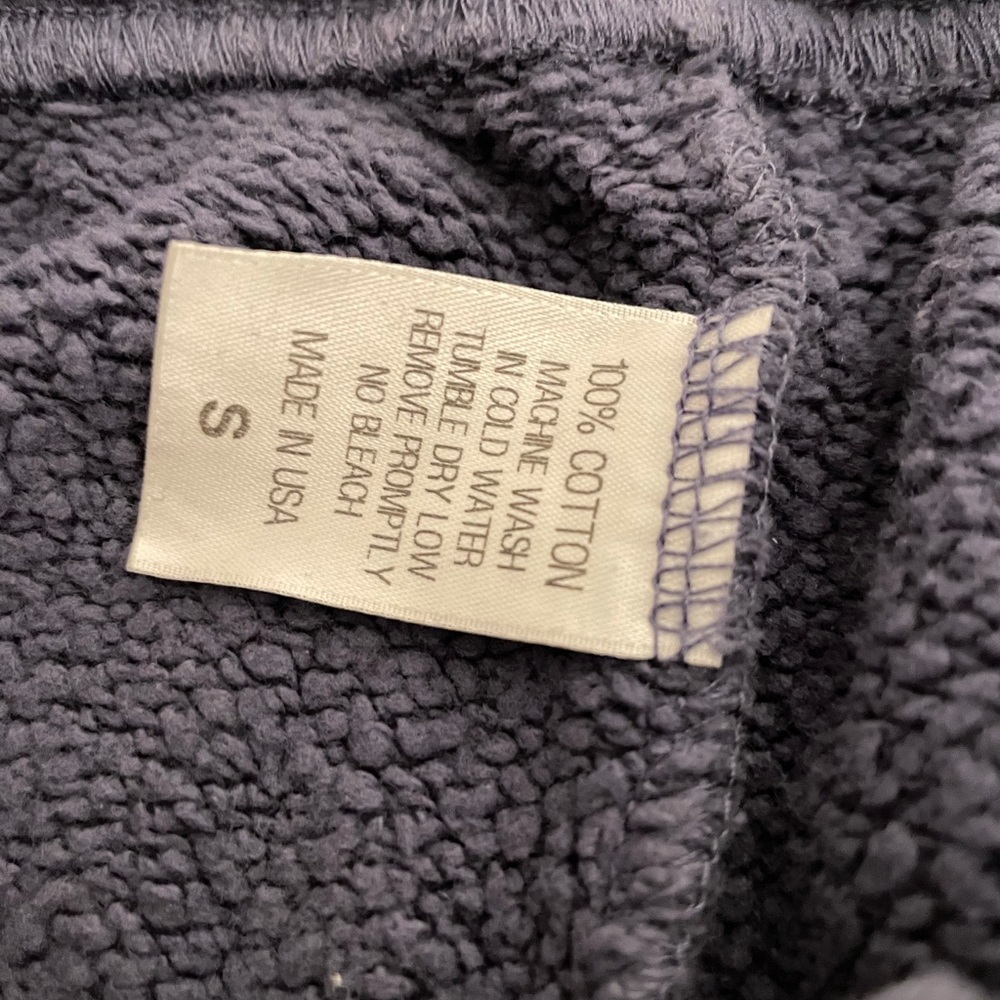 100% COTTON
MACHINE WASH
IN COLD WATER
TUMBLE DRY LOW
REMOVE PROMPTLY
NO BLEACH
MADE IN USA
S